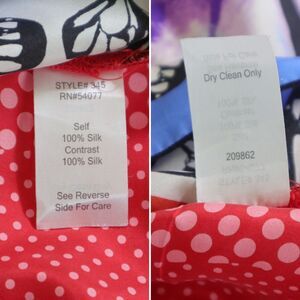 STYLE# 345
RN#54077
Self
100% Silk
Contrast
100% Silk
See Reverse
Side For Care
Dry Clean Only
209862